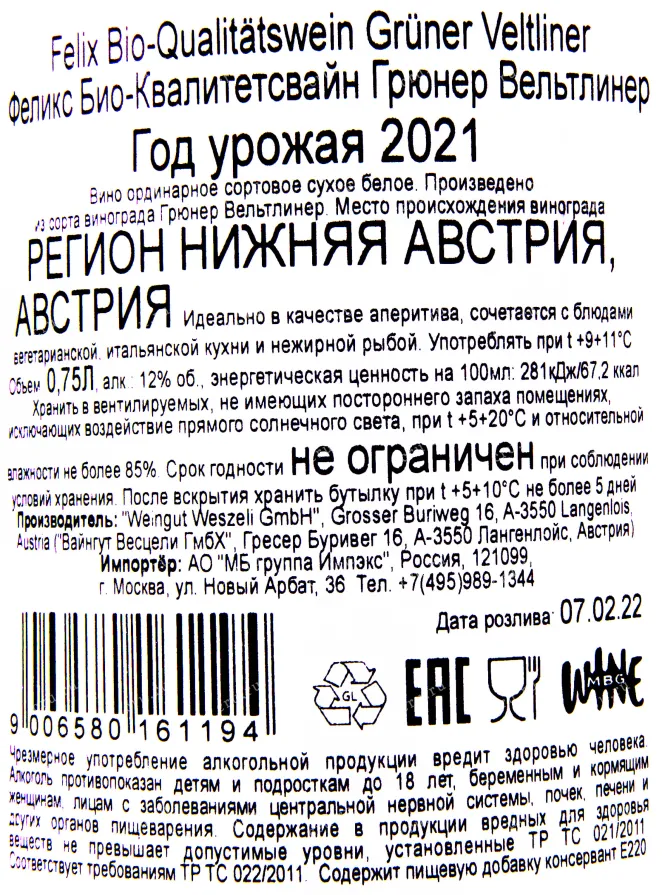 Felix Bio-Qualitätswein Grüner Veltliner
Феликс Био-Квалитетсвайн Грюнер Вельтлинер
Год урожая 2021
Вино ординарное сортовое сухое белое. Произведено
из сорта винограда Грюнер Вельтлинер. Место происхождения винограда
РЕГИОН НИЖНЯЯ АВСТРИЯ,
АВСТРИЯ Идеально в качестве аперитива, сочетается с блюдами
вегетарианской, итальянской кухни и нежирной рыбой. Употреблять при t +9+11°С
Объем 0,75Л, алк.: 12% об., энергетическая ценность на 100мл: 281кДж/67,2 ккал
Хранить в вентилируемых, не имеющих постороннего запаха помещениях,
исключающих воздействие прямого солнечного света, при t +5+20°С и относительной
влажности не более 85%. Срок годности не ограничен при соблюдении
условий хранения. После вскрытия хранить бутылку при t +5+10°С не более 5 дней
Производитель: "Weingut Weszeli GmbH", Grosser Buriweg 16, A-3550 Langenlois,
Austria ("Вайнгут Весцели ГмбХ", Гресер Буривег 16, А-3550 Лангенлойс, Австрия)
Импортёр: АО "МБ группа Импэкс", Россия, 121099,
г. Москва, ул. Новый Арбат, 36 Тел. +7(495)989-1344
Дата розлива: 07.02.22
GL
EAC
WINE
MBG
9 006580 161194
Чрезмерное употребление алкогольной продукции вредит здоровью человека.
Алкоголь противопоказан детям и подросткам до 18 лет, беременным и кормящим
женщинам, лицам с заболеваниями центральной нервной системы, почек, печени и
других органов пищеварения. Содержание в продукции вредных для здоровья
веществ не превышает допустимые уровни, установленные ТР ТС 021/2011
Соответствует требованиям ТР ТС 022/2011. Содержит пищевую добавку консервант Е220